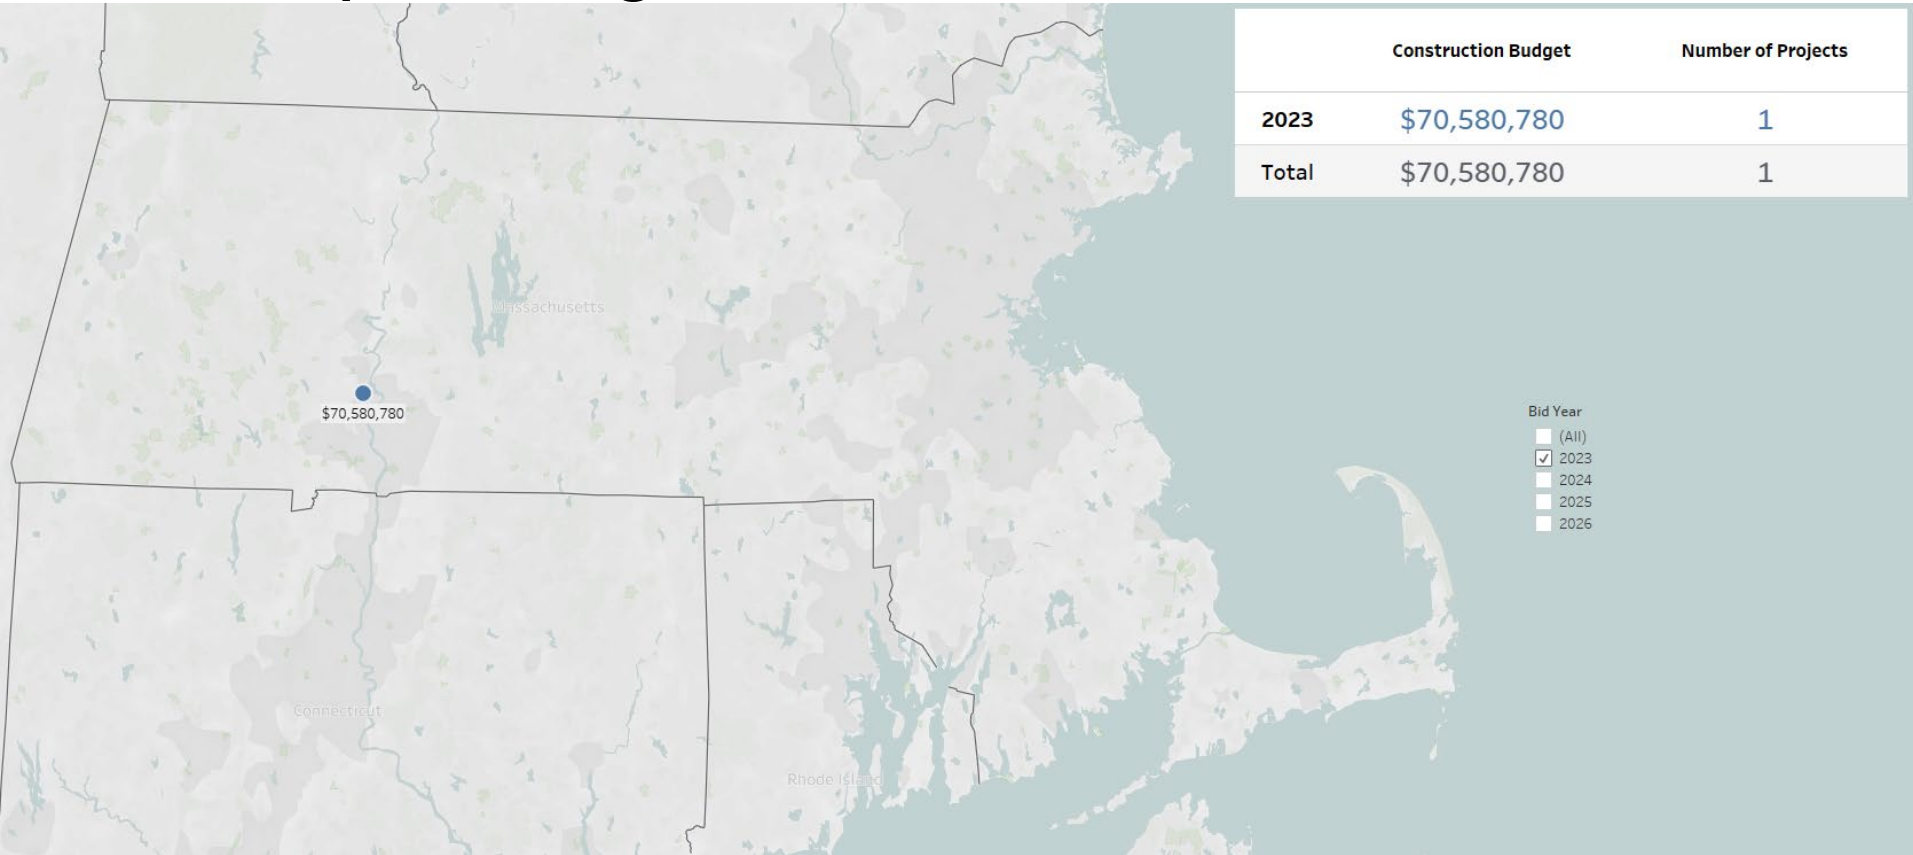 Construction Budget Number of Projects
2023 $70,580,780 1
Total $70,580,780 1
Massachusetts
$70,580,780
Bid Year
(All)
2023
2024
2025
2026
Connecticut
Rhode Island